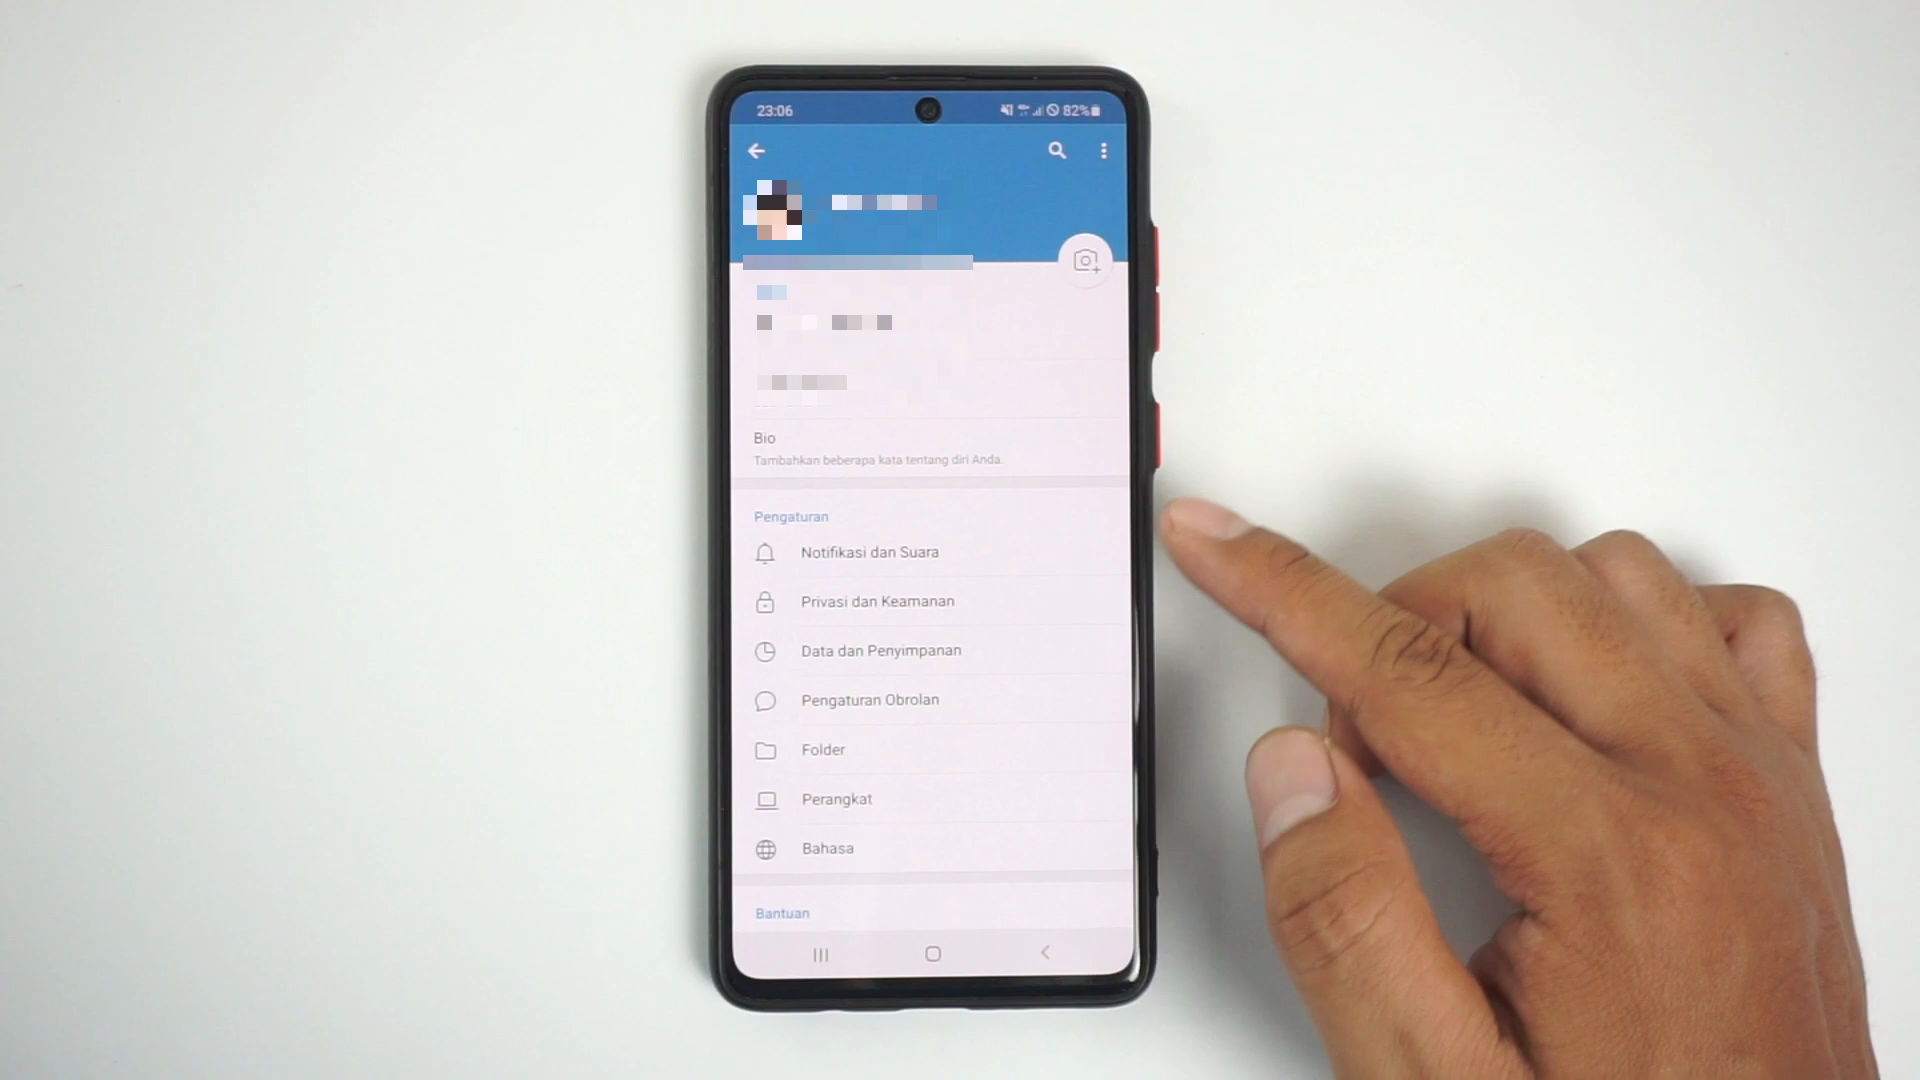 23:06
82%
Bio
Tambahkan beberapa kata tentang diri Anda.
Pengaturan
Notifikasi dan Suara
Privasi dan Keamanan
Data dan Penyimpanan
Pengaturan Obrolan
Folder
Perangkat
Bahasa
Bantuan